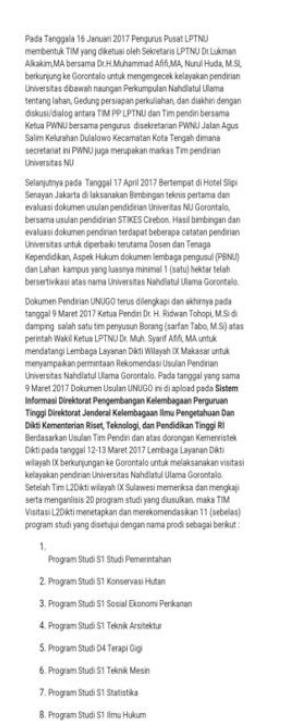 Pada Tanggala 16 Januari 2017 Pengurus Pusat LPTNU
membentuk TIM yang diketuai oleh Sekretaris LPTNU Dr.Lukman
Alkakim,MA bersama Dr.H.Muhammad Afifi,MA, Nurul Huda, M.SI,
berkunjung ke Gorontalo untuk mengengecek kelayakan pendirian
Universitas dibawah naungan Perkumpulan Nahdlatul Ulama
tentang lahan, Gedung persiapan perkuliahan, dan diakhiri dengan
diskusi/dialog antara TIM PP LPTNU dan Tim pendiri bersama
Ketua PWNU bersama pengurus disekretarian PWNU Jalan Agus
Salim Kelurahan Dulalowo Kecamatan Kota Tengah dimana
secretariat ini PWNU juga merupakan markas Tim pendirian
Universitas NU
Selanjutnya pada Tanggal 17 April 2017 Bertempat di Hotel Slipi
Senayan Jakarta di laksanakan Bimbingan teknis pertama dan
evaluasi dokumen usulan pendidirian Univeritas NU Gorontalo,
bersama usulan pendidirian STIKES Cirebon. Hasil bimbingan dan
evaluasi dokumen pendirian terdapat beberapa catatan pendirian
Universitas untuk diperbaiki terutama Dosen dan Tenaga
Kependidikan, Aspek Hukum dokumen lembaga pengusul (PBNU)
dan Lahan kampus yang luasnya minimal 1 (satu) hektar telah
bersertivikasi atas nama Universitas Nahdlatul Ulama Gorontalo.
Dokumen Pendirian UNUGO terus dilengkapi dan akhirnya pada
tanggal 9 Maret 2017 Ketua Pendiri Dr. H. Ridwan Tohopi, M.Si di
damping salah satu tim penyusun Borang (sarfan Tabo, M.Si) atas
perintah Wakil Ketua LPTNU Dr. Muh. Syarif Afifi, MA untuk
mendatangi Lembaga Layanan Dikti Wilayah IX Makasar untuk
menyampaikan permintaan Rekomendasi Usulan Pendirian
Universitas Nahdlatul Ulama Gorontalo. Pada tanggal yang sama
9 Maret 2017 Dokumen Usulan UNUGO ini di apload pada Sistem
Informasi Direktorat Pengembangan Kelembagaan Perguruan
Tinggi Direktorat Jenderal Kelembagaan Ilmu Pengetahuan Dan
Dikti Kementerian Riset, Teknologi, dan Pendidikan Tinggi RI
Berdasarkan Usulan Tim Pendiri dan atas dorongan Kemenristek
Dikti pada tanggal 12-13 Maret 2017 Lembaga Layanan Dikti
wilayah IX berkunjungan ke Gorontalo untuk melaksanakan visitasi
kelayakan pendirian Universitas Nahdlatul Ulama Gorontalo.
Setelah Tim L2Dikti wilayah IX Sulawesi memeriksa dan mengkaji
serta menganlisis 20 program studi yang diusulkan, maka TIM
Visitasi L2Dikti menetapkan dan merekomendasikan 11 (sebelas)
program studi yang disetujui dengan nama prodi sebagai berikut :
1.
Program Studi S1 Studi Pemerintahan
2. Program Studi S1 Konservasi Hutan
3. Program Studi S1 Sosial Ekonomi Perikanan
4. Program Studi S1 Teknik Arsitektur
5. Program Studi D4 Terapi Gigi
6. Program Studi S1 Teknik Mesin
7. Program Studi S1 Statistika
8. Program Studi S1 Ilmu Hukum